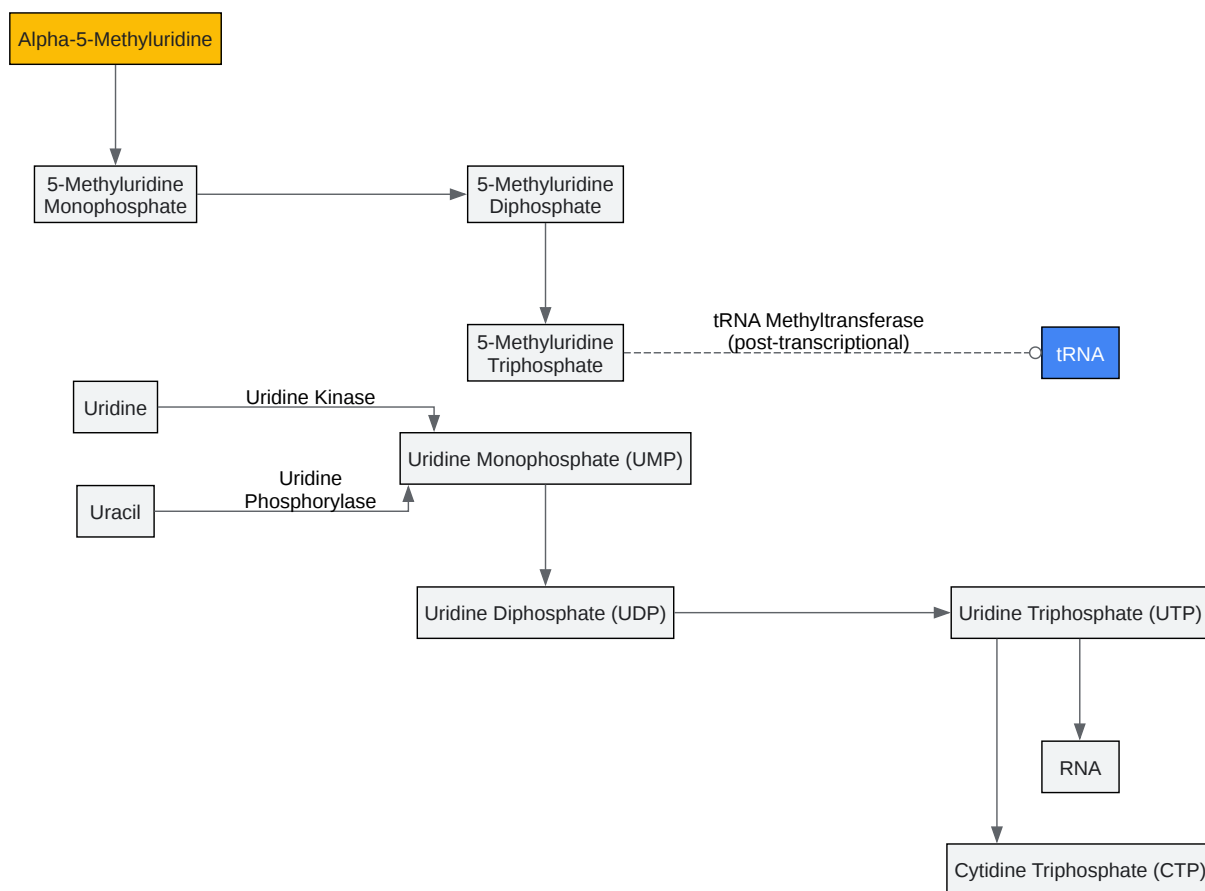 Alpha-5-Methyluridine
5-Methyluridine
Monophosphate
5-Methyluridine
Diphosphate
5-Methyluridine
Triphosphate
tRNA Methyltransferase
(post-transcriptional)
tRNA
Uridine
Uridine Kinase
Uridine Monophosphate (UMP)
Uracil
Uridine
Phosphorylase
Uridine Diphosphate (UDP)
Uridine Triphosphate (UTP)
RNA
Cytidine Triphosphate (CTP)